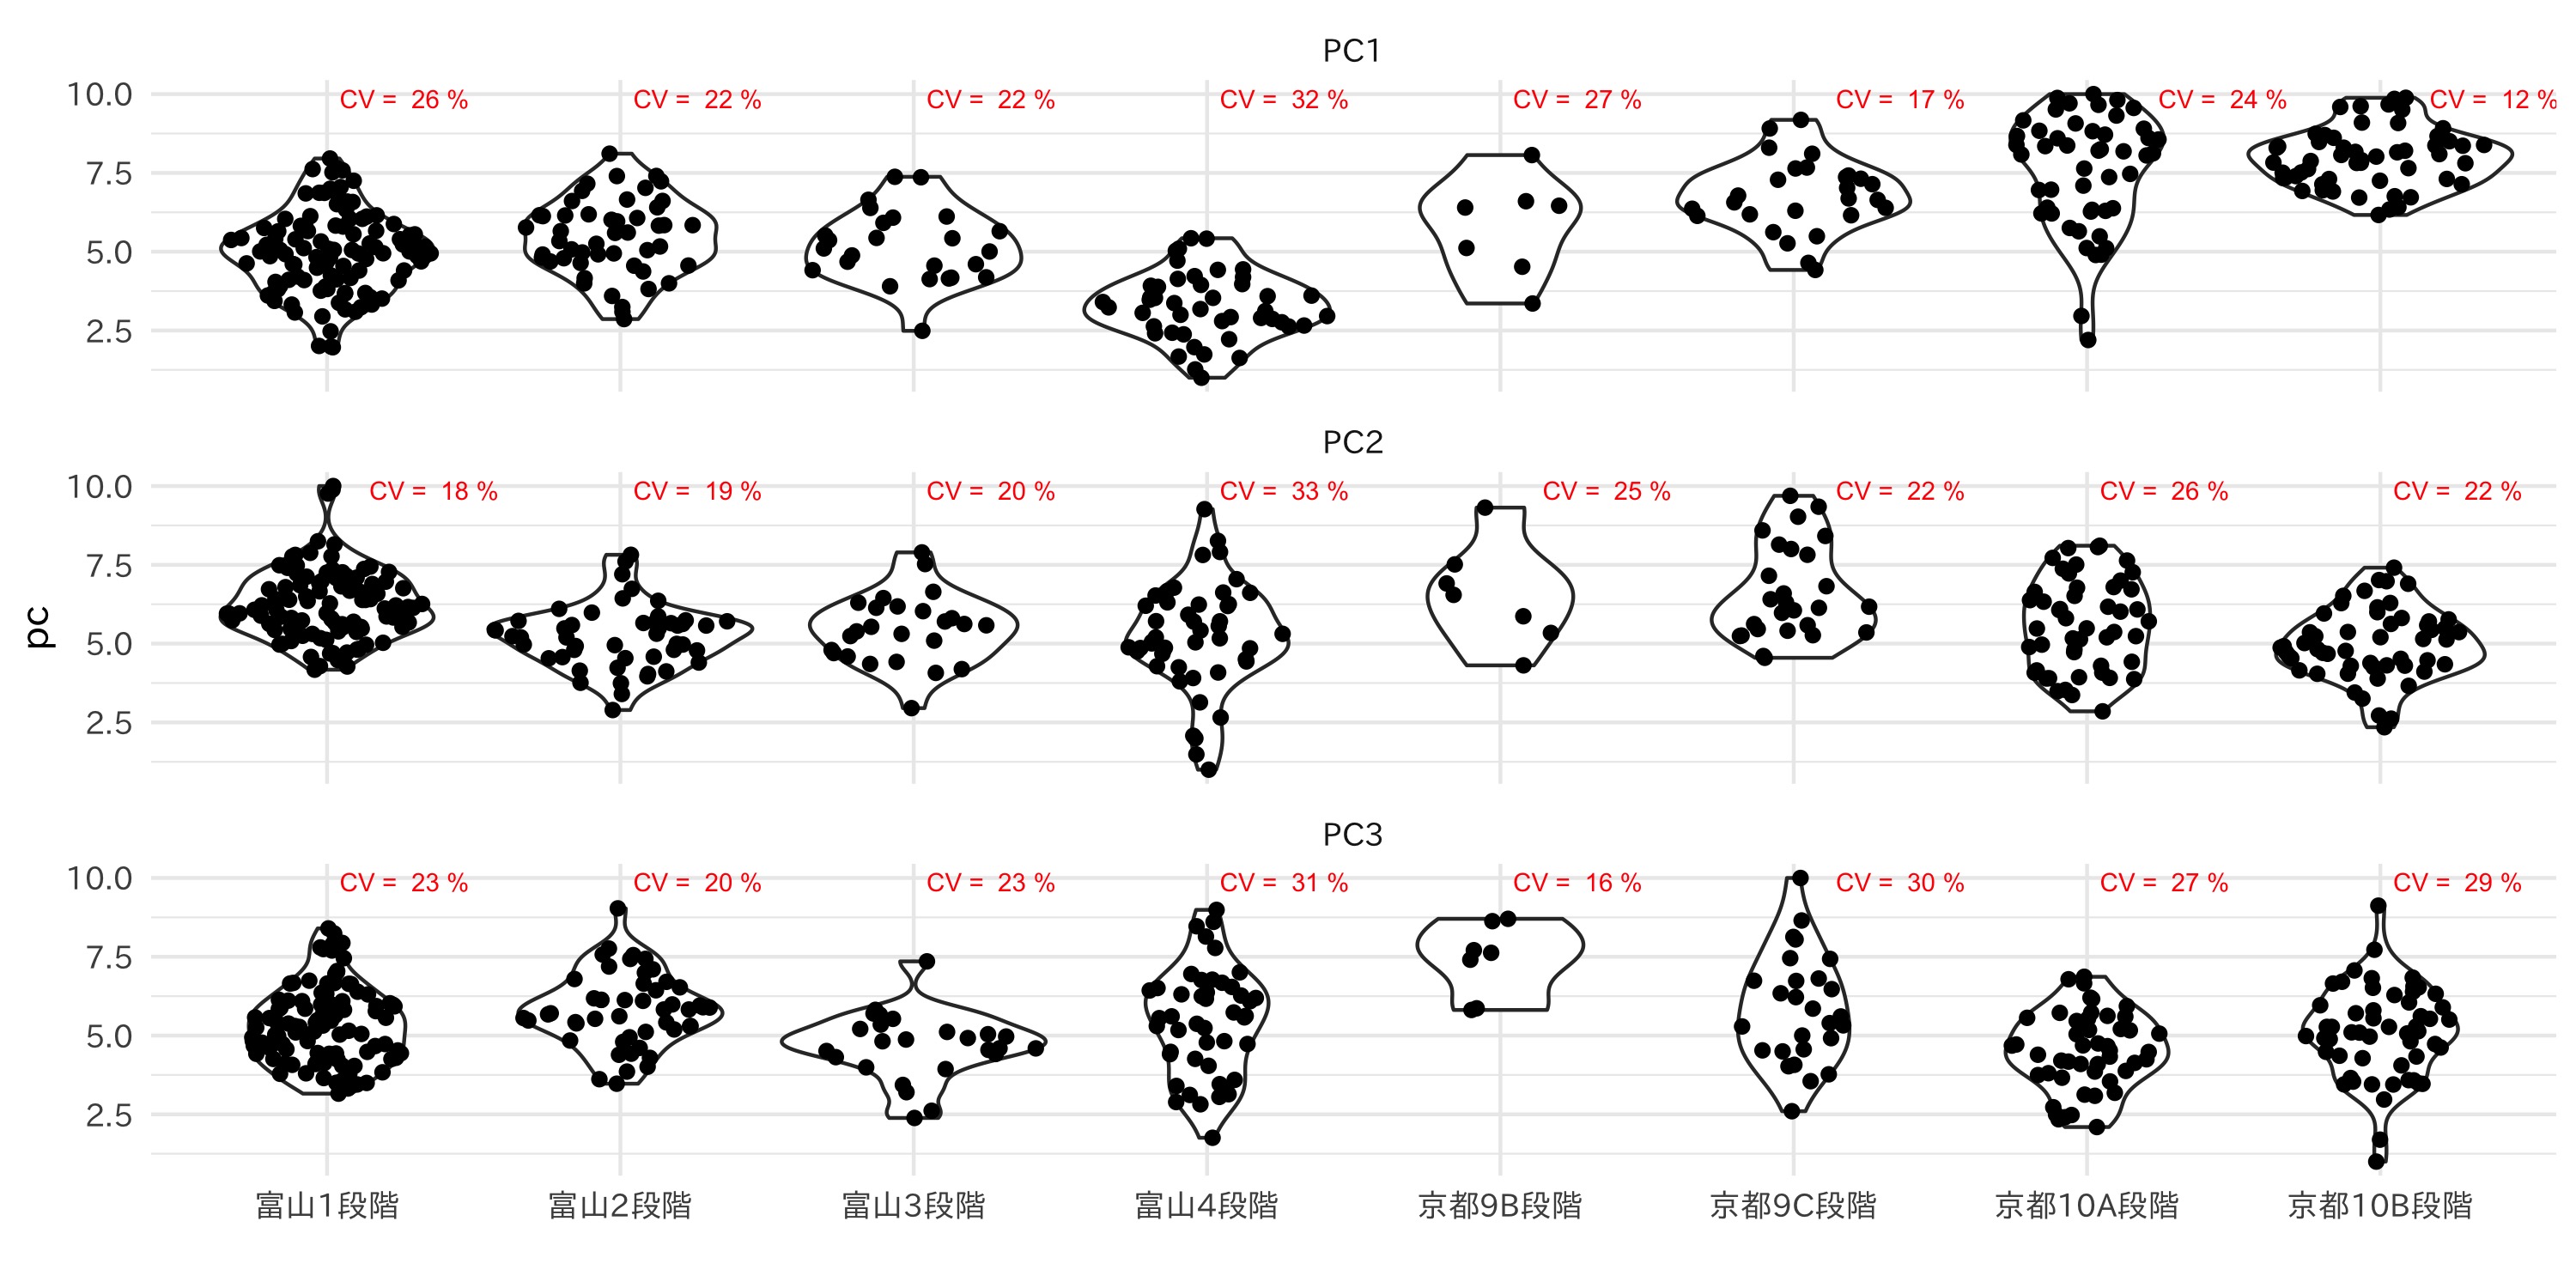 PC1
10.0
7.5
5.0
2.5
CV = 26 %
CV = 22 %
CV = 22 %
CV = 32 %
CV = 27 %
CV = 17 %
CV = 24 %
CV = 12 %
PC2
pc
10.0
7.5
5.0
2.5
CV = 18 %
CV = 19 %
CV = 20 %
CV = 33 %
CV = 25 %
CV = 22 %
CV = 26 %
CV = 22 %
PC3
10.0
7.5
5.0
2.5
CV = 23 %
CV = 20 %
CV = 23 %
CV = 31 %
CV = 16 %
CV = 30 %
CV = 27 %
CV = 29 %
富山1段階
富山2段階
富山3段階
富山4段階
京都9B段階
京都9C段階
京都10A段階
京都10B段階